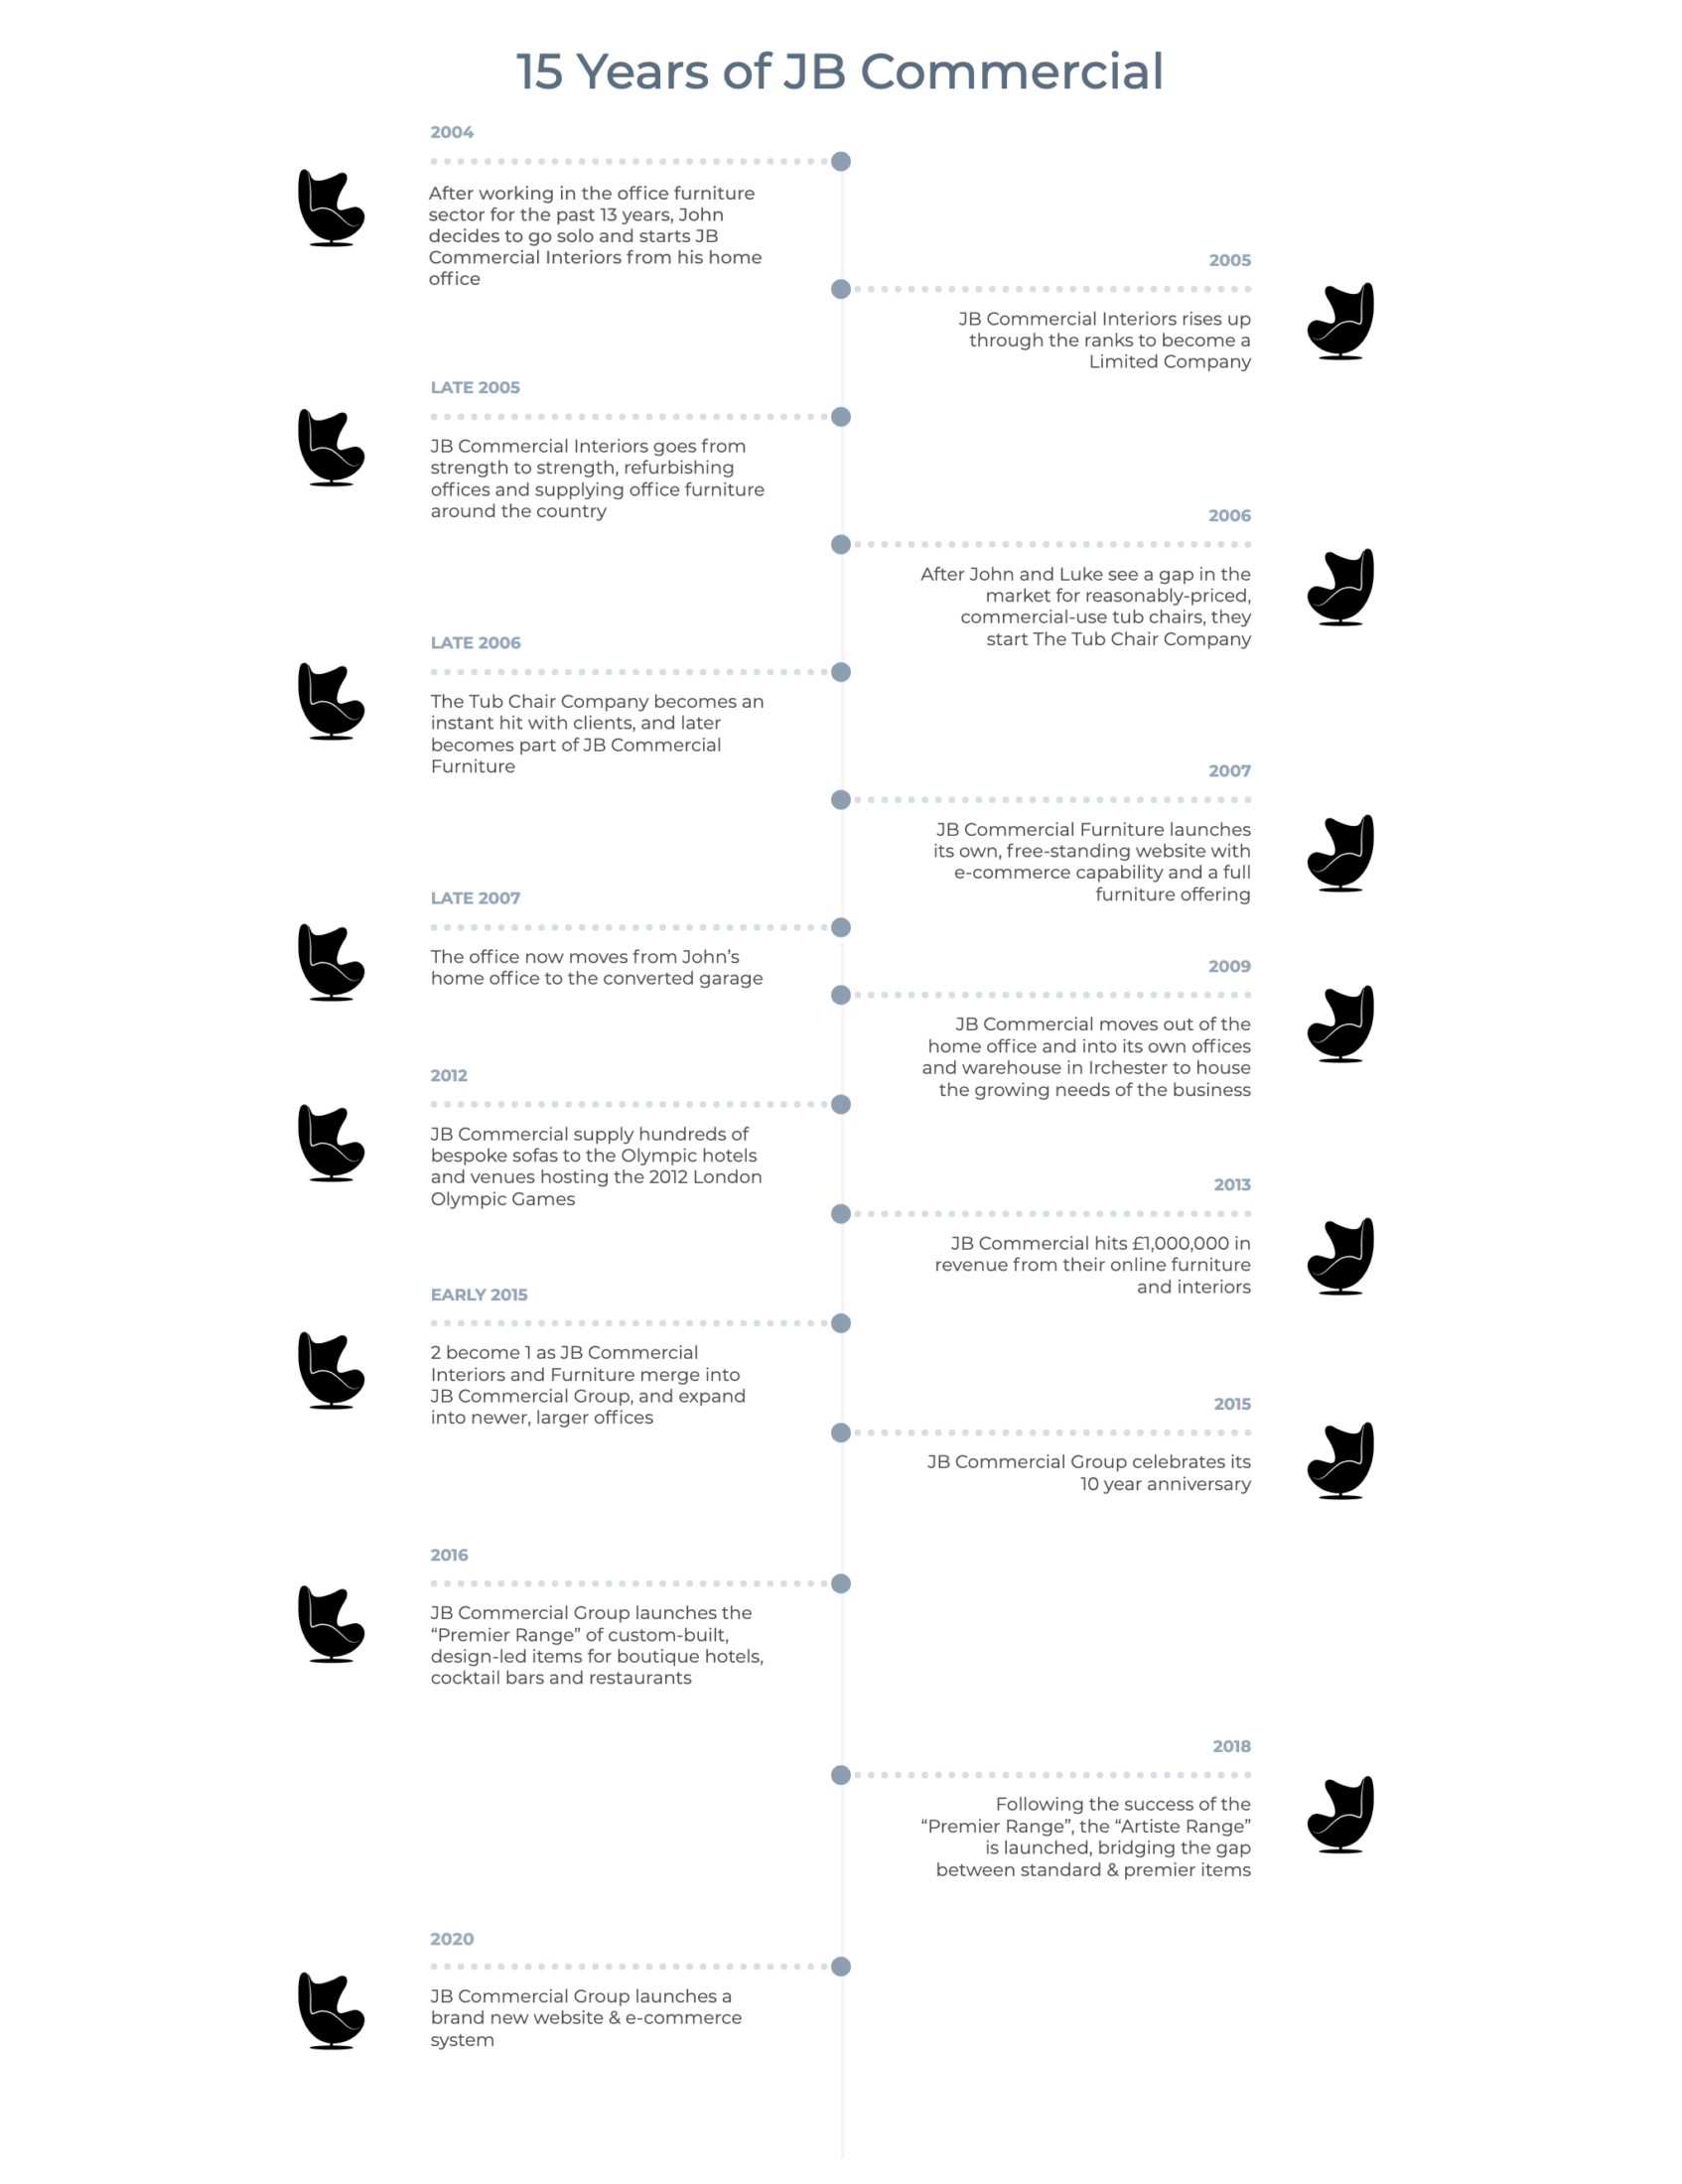 15 Years of JB Commercial
2004
After working in the office furniture
sector for the past 13 years, John
decides to go solo and starts JB
Commercial Interiors from his home
office
2005
JB Commercial Interiors rises up
through the ranks to become a
Limited Company
LATE 2005
JB Commercial Interiors goes from
strength to strength, refurbishing
offices and supplying office furniture
around the country
2006
After John and Luke see a gap in the
market for reasonably-priced,
commercial-use tub chairs, they
start The Tub Chair Company
LATE 2006
The Tub Chair Company becomes an
instant hit with clients, and later
becomes part of JB Commercial
Furniture
2007
JB Commercial Furniture launches
its own, free-standing website with
e-commerce capability and a full
furniture offering
LATE 2007
The office now moves from John’s
home office to the converted garage
2009
JB Commercial moves out of the
home office and into its own offices
and warehouse in Irchester to house
the growing needs of the business
2012
JB Commercial supply hundreds of
bespoke sofas to the Olympic hotels
and venues hosting the 2012 London
Olympic Games
2013
JB Commercial hits £1,000,000 in
revenue from their online furniture
and interiors
EARLY 2015
2 become 1 as JB Commercial
Interiors and Furniture merge into
JB Commercial Group, and expand
into newer, larger offices
2015
JB Commercial Group celebrates its
10 year anniversary
2016
JB Commercial Group launches the
“Premier Range” of custom-built,
design-led items for boutique hotels,
cocktail bars and restaurants
2018
Following the success of the
“Premier Range”, the “Artiste Range”
is launched, bridging the gap
between standard & premier items
2020
JB Commercial Group launches a
brand new website & e-commerce
system